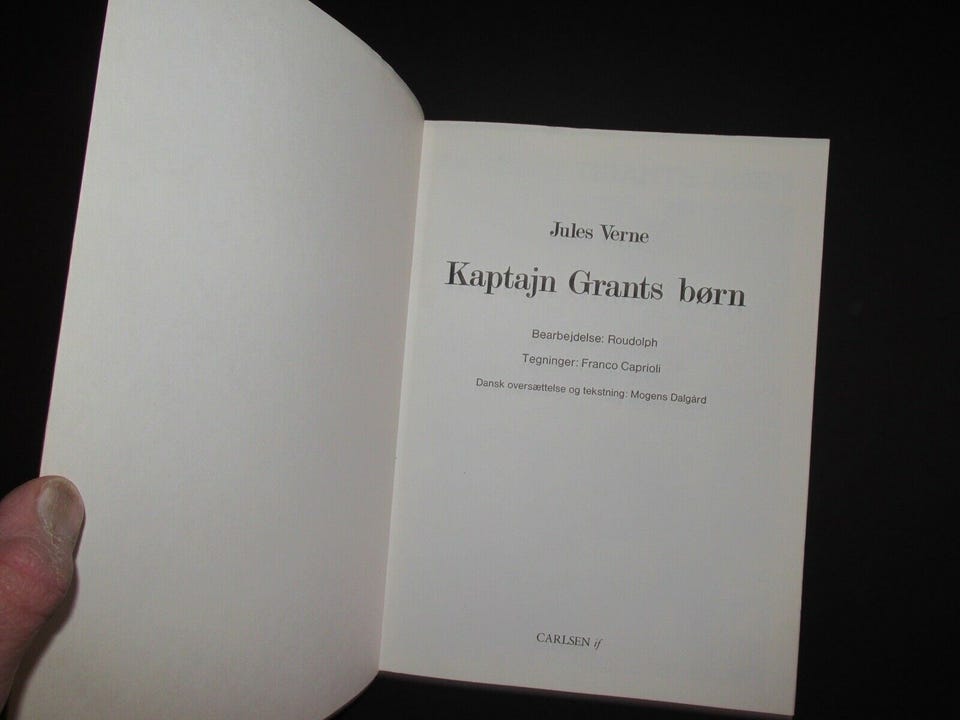 Jules Verne
Kaptajn Grants børn
Bearbejdelse: Roudolph
Tegninger: Franco Caprioli
Dansk oversættelse og tekstning: Mogens Dalgård
CARLSEN if